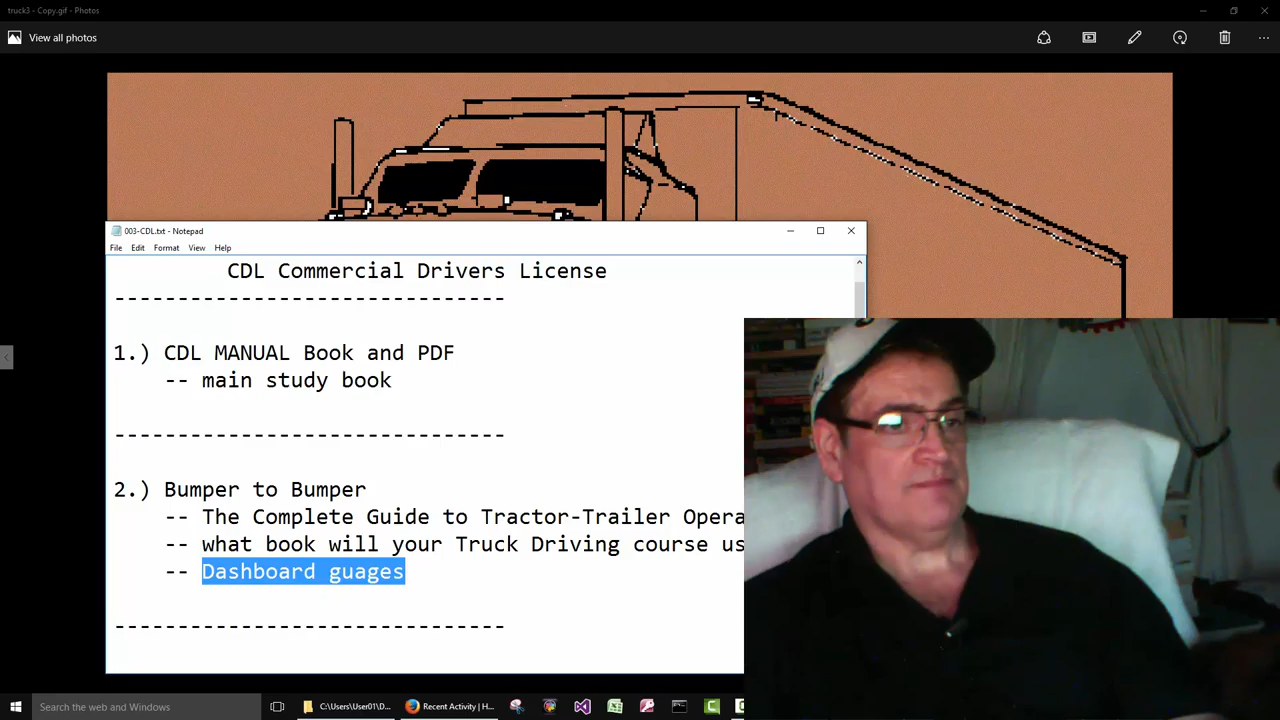 truck3 - Copy.gif - Photos
View all photos
003-CDL.txt - Notepad
File Edit Format View Help
CDL Commercial Drivers License
-------------------------------
1.) CDL MANUAL Book and PDF
-- main study book
-------------------------------
2.) Bumper to Bumper
-- The Complete Guide to Tractor-Trailer Opera
-- what book will your Truck Driving course us
-- Dashboard guages
-------------------------------
Search the web and Windows
C:\Users\User01\D...
Recent Activity | H...